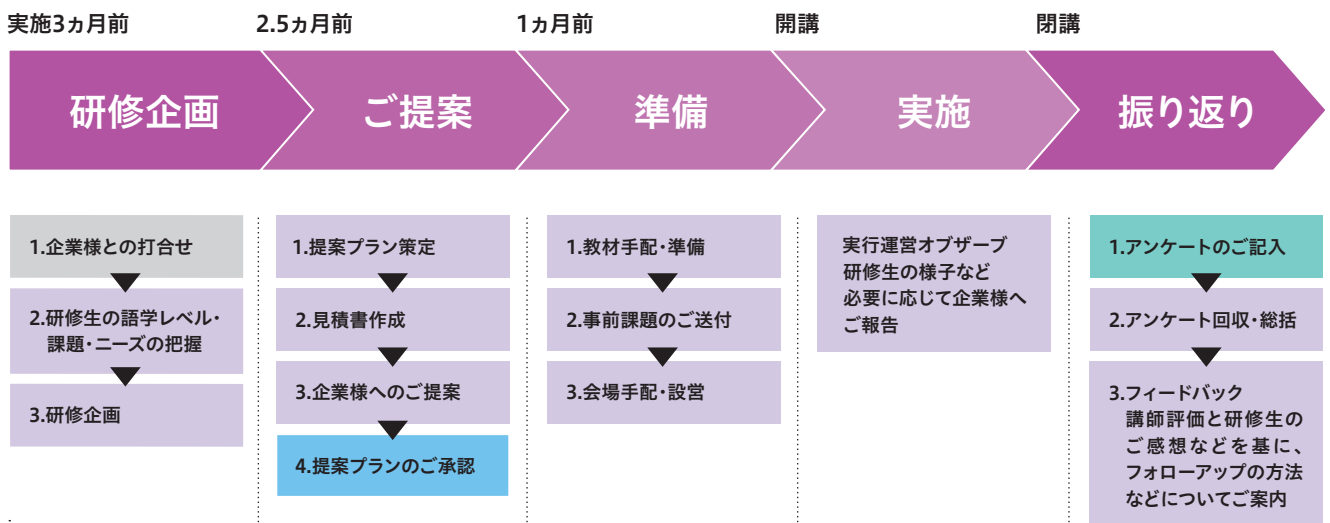 実施3ヵ月前
2.5ヵ月前
1ヵ月前
開講
閉講
研修企画
ご提案
準備
実施
振り返り
1.企業様との打合せ
2.研修生の語学レベル・
課題・ニーズの把握
3.研修企画
1.提案プラン策定
2.見積書作成
3.企業様へのご提案
4.提案プランのご承認
1.教材手配・準備
2.事前課題のご送付
3.会場手配・設営
実行運営オブザーブ
研修生の様子など
必要に応じて企業様へ
ご報告
1.アンケートのご記入
2.アンケート回収・総括
3.フィードバック
講師評価と研修生の
ご感想などを基に、
フォローアップの方法
などについてご案内